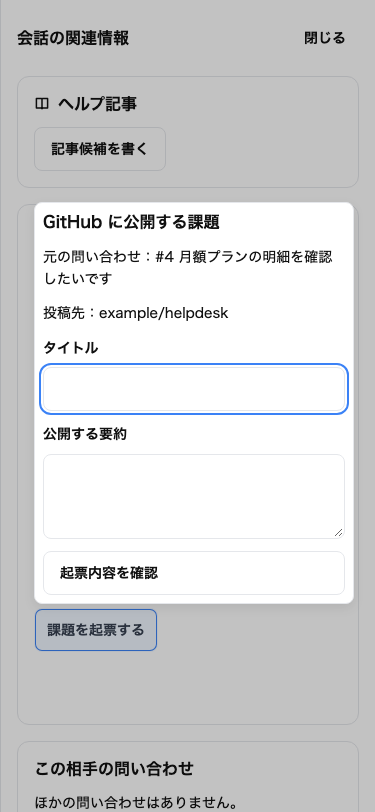 会話の関連情報
閉じる
ヘルプ記事
記事候補を書く
GitHub に公開する課題
元の問い合わせ：#4 月額プランの明細を確認
したいです
投稿先：example/helpdesk
タイトル
公開する要約
起票内容を確認
課題を起票する
この相手の問い合わせ
ほかの問い合わせはありません。